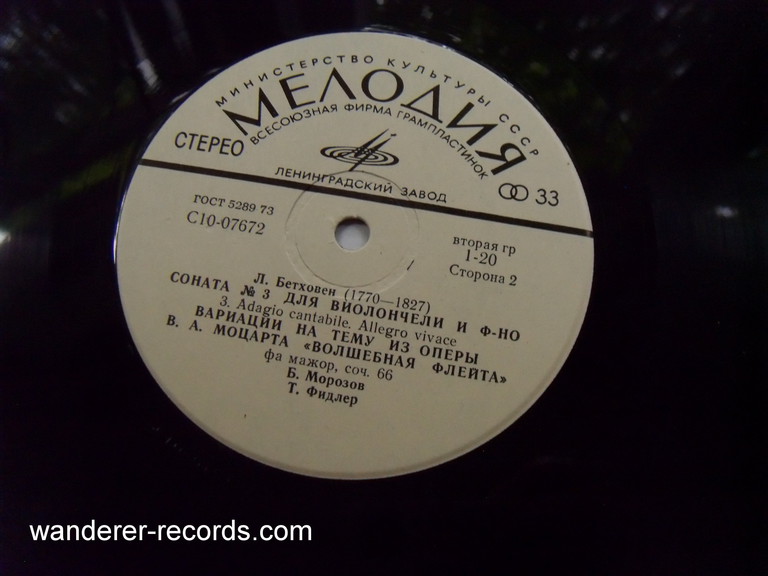 МИНИСТЕРСТВО КУЛЬТУРЫ СССР
МЕЛОДИЯ
ВСЕСОЮЗНАЯ ФИРМА ГРАМПЛАСТИНОК
СТЕРЕО
ЛЕНИНГРАДСКИЙ ЗАВОД
33
ГОСТ 5289 73
С10-07672
вторая гр
1-20
Сторона 2
Л. Бетховен (1770—1827)
СОНАТА № 3 ДЛЯ ВИОЛОНЧЕЛИ И Ф-НО
3. Adagio cantabile. Allegro vivace
ВАРИАЦИИ НА ТЕМУ ИЗ ОПЕРЫ
В. А. МОЦАРТА «ВОЛШЕБНАЯ ФЛЕЙТА»
фа мажор, соч. 66
Б. Морозов
Т. Фидлер
wanderer-records.com